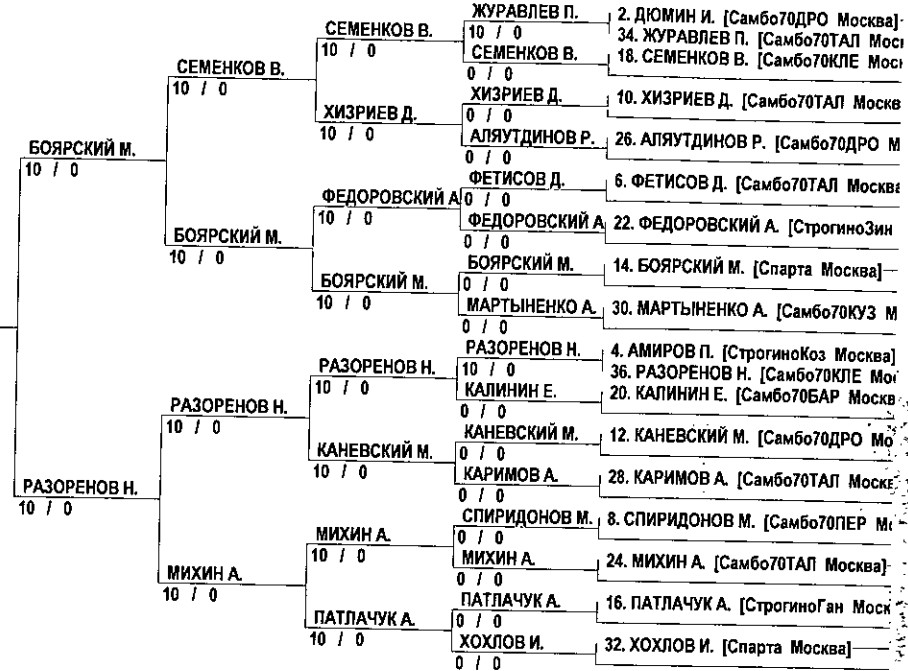 ЖУРАВЛЕВ П. 2. ДЮМИН И. [Самбо70ДРО Москва]
СЕМЕНКОВ В. 10 / 0 34. ЖУРАВЛЕВ П. [Самбо70ТАЛ
10 / 0 СЕМЕНКОВ В. 18. СЕМЕНКОВ В. [Самбо70КЛЕ
СЕМЕНКОВ В. 0 / 0
10 / 0 ХИЗРИЕВ Д. 10. ХИЗРИЕВ Д. [Самбо70ТАЛ
ХИЗРИЕВ Д. 0 / 0
10 / 0 АЛЯУТДИНОВ Р. 26. АЛЯУТДИНОВ Р. [Самбо70ДРО
БОЯРСКИЙ М. 0 / 0
10 / 0 ФЕТИСОВ Д. 6. ФЕТИСОВ Д. [Самбо70ТАЛ
ФЕДОРОВСКИЙ А 0 / 0
10 / 0 ФЕДОРОВСКИЙ А 22. ФЕДОРОВСКИЙ А. [СтрогиноЗин
БОЯРСКИЙ М. 0 / 0
10 / 0 БОЯРСКИЙ М. 14. БОЯРСКИЙ М. [Спарта Москва]
БОЯРСКИЙ М. 0 / 0
10 / 0 МАРТЫНЕНКО А. 30. МАРТЫНЕНКО А. [Самбо70КУЗ
0 / 0
РАЗОРЕНОВ Н. 4. АМИРОВ П. [СтрогиноКоз Москва]
РАЗОРЕНОВ Н. 10 / 0 36. РАЗОРЕНОВ Н. [Самбо70КЛЕ
10 / 0 КАЛИНИН Е. 20. КАЛИНИН Е. [Самбо70БАР
РАЗОРЕНОВ Н. 0 / 0
10 / 0 КАНЕВСКИЙ М. 12. КАНЕВСКИЙ М. [Самбо70ДРО
КАНЕВСКИЙ М. 0 / 0
10 / 0 КАРИМОВ А. 28. КАРИМОВ А. [Самбо70ТАЛ
РАЗОРЕНОВ Н. 0 / 0
10 / 0 СПИРИДОНОВ М. 8. СПИРИДОНОВ М. [Самбо70ПЕР
МИХИН А. 0 / 0
10 / 0 МИХИН А. 24. МИХИН А. [Самбо70ТАЛ Москва]
МИХИН А. 0 / 0
10 / 0 ПАТЛАЧУК А. 16. ПАТЛАЧУК А. [СтрогиноГан
ПАТЛАЧУК А. 0 / 0
10 / 0 ХОХЛОВ И. 32. ХОХЛОВ И. [Спарта Москва]
0 / 0